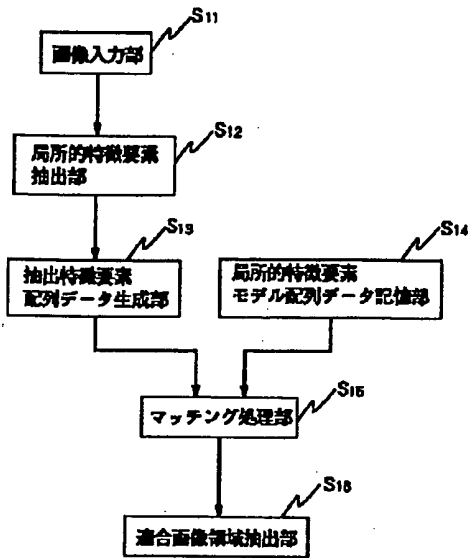 S11
画像入力部
S12
局所的特徴要素
抽出部
S13
S14
抽出特徴要素
配列データ生成部
局所的特徴要素
モデル配列データ記憶部
S15
マッチング処理部
S16
適合画像領域抽出部